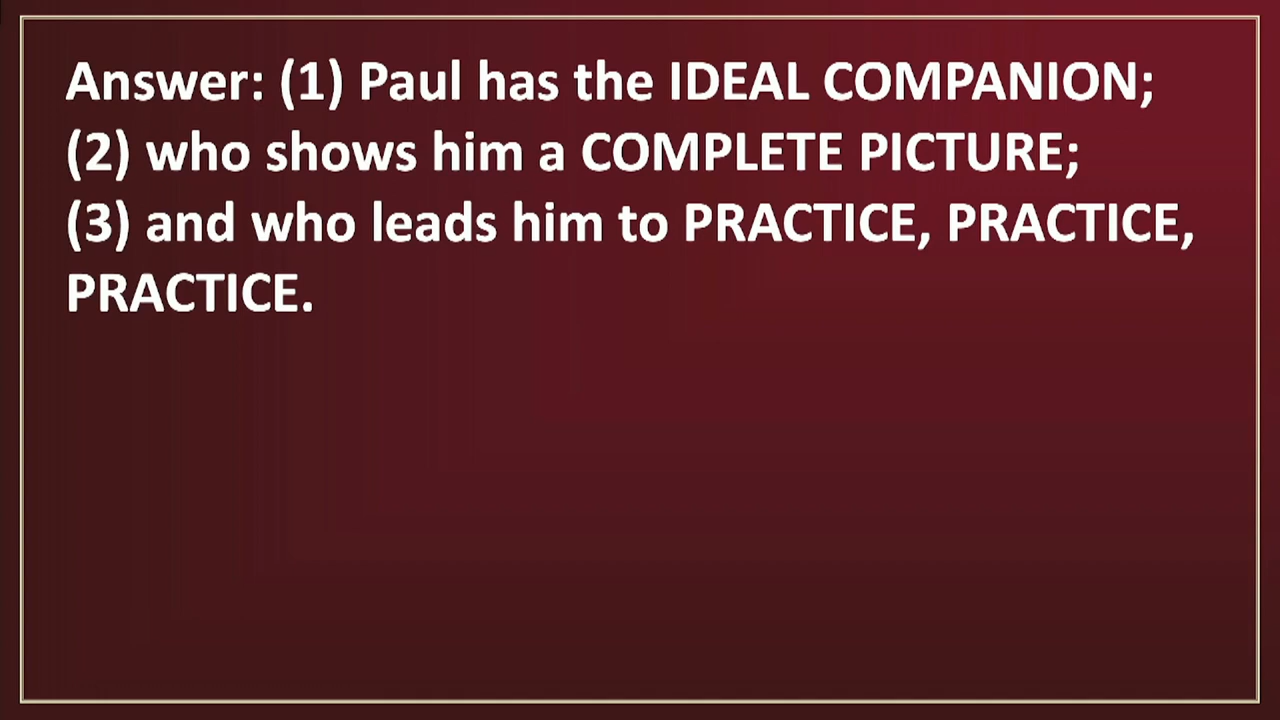 Answer: (1) Paul has the IDEAL COMPANION;
(2) who shows him a COMPLETE PICTURE;
(3) and who leads him to PRACTICE, PRACTICE,
PRACTICE.